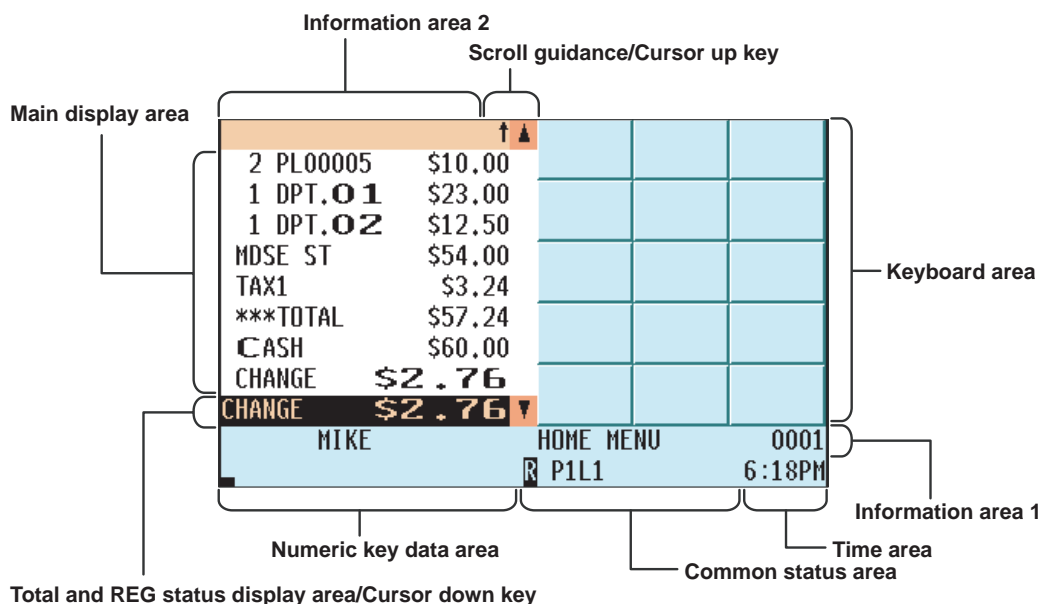 Information area 2
Scroll guidance/Cursor up key
Main display area
↑ ▲
2 PL00005 $10.00
1 DPT.01 $23.00
1 DPT.02 $12.50
MDSE ST $54.00
TAX1 $3.24
***TOTAL $57.24
CASH $60.00
CHANGE $2.76
CHANGE $2.76 ▼
Keyboard area
MIKE HOME MENU 0001
R P1L1 6:18PM
Information area 1
Numeric key data area
Time area
Common status area
Total and REG status display area/Cursor down key